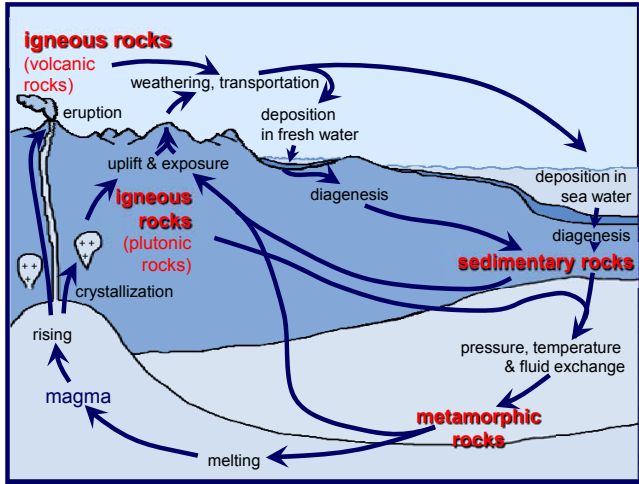 igneous rocks
(volcanic
rocks)
weathering, transportation
eruption
deposition
in fresh water
uplift & exposure
deposition in
sea water
diagenesis
igneous
rocks
(plutonic
rocks)
diagenesis
sedimentary rocks
crystallization
rising
pressure, temperature
& fluid exchange
magma
metamorphic
rocks
melting